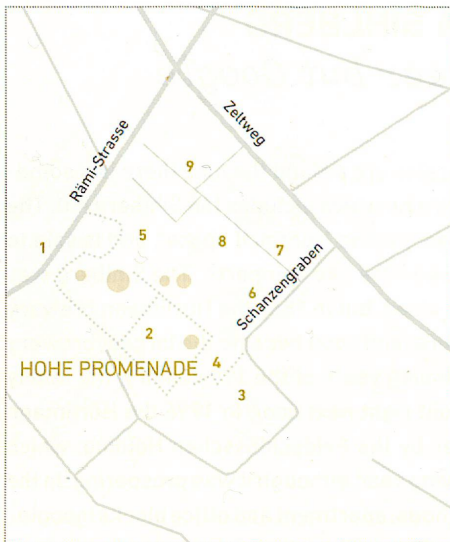 Rämi-Strasse
Zeltweg
9
1
5
8
7
6
Schanzengraben
2
HOHE PROMENADE
4
3